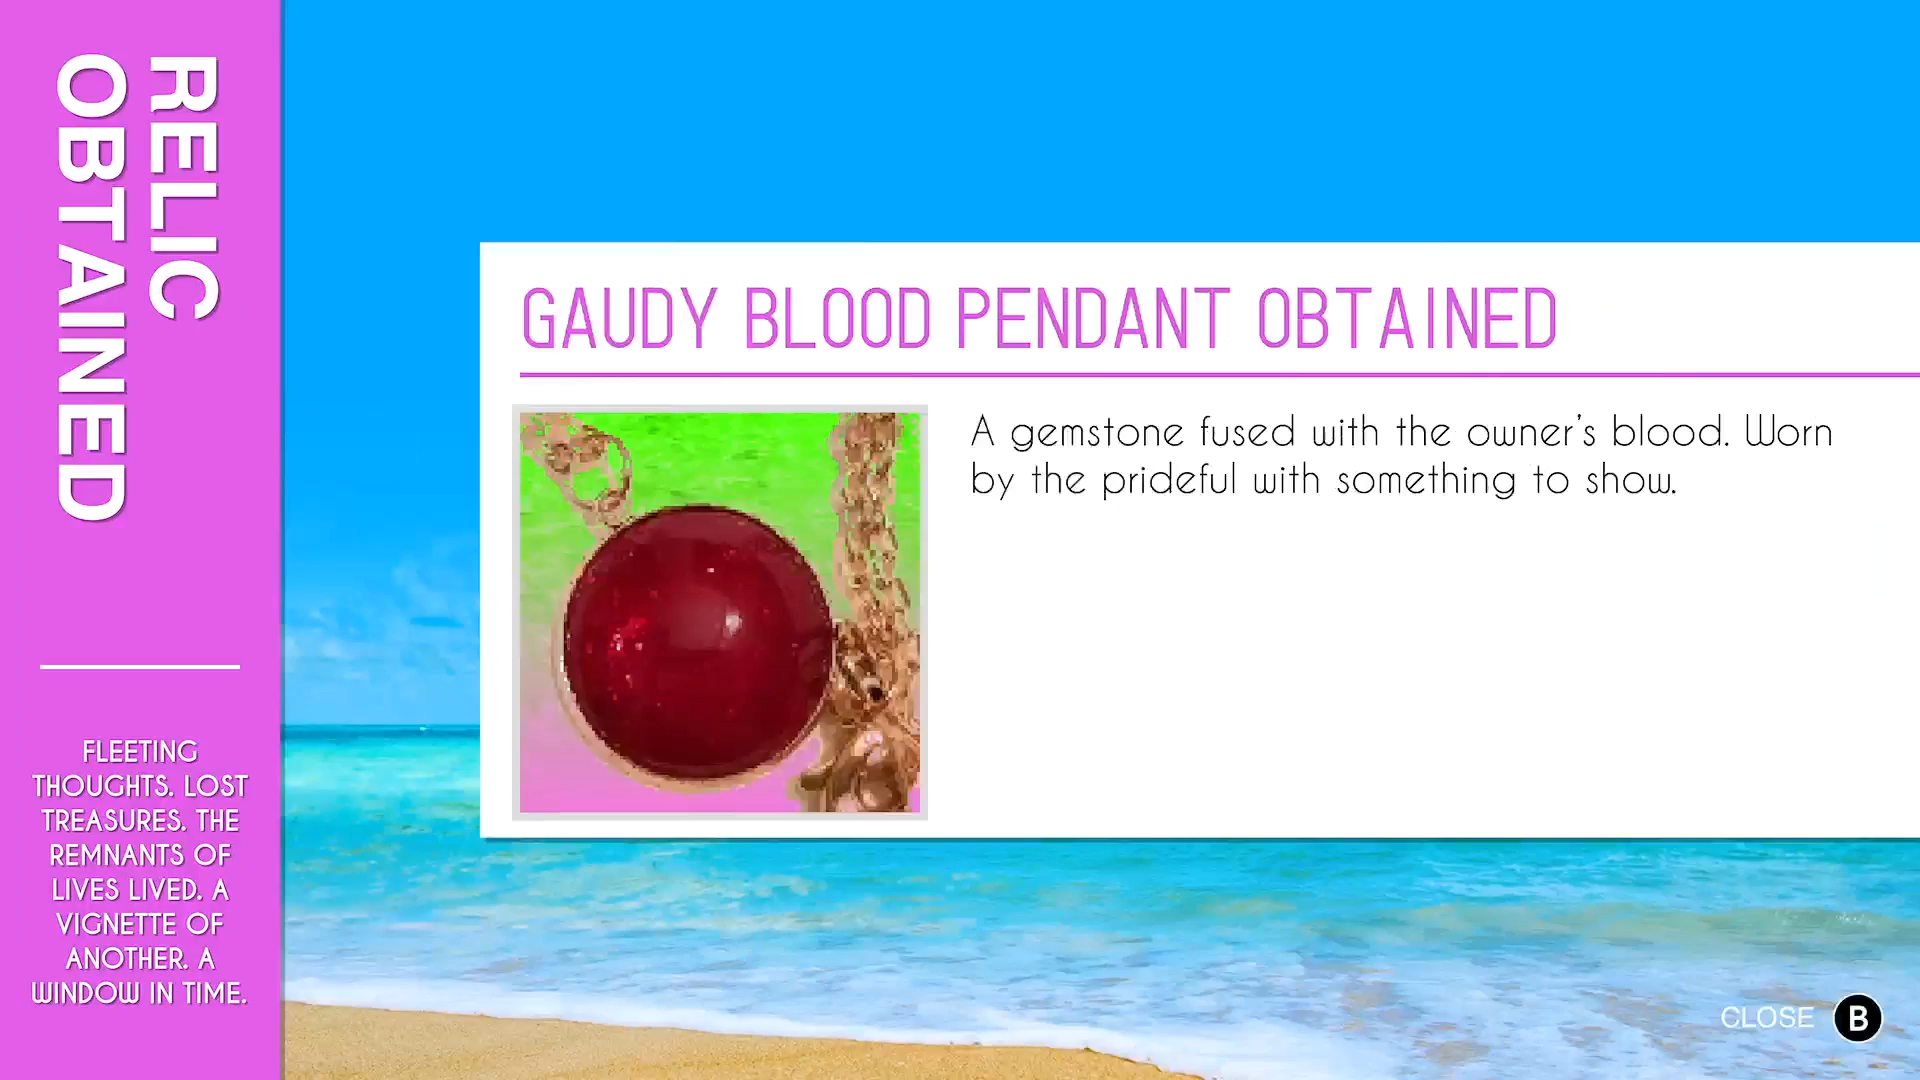 RELIC
OBTAINED
FLEETING
THOUGHTS. LOST
TREASURES. THE
REMNANTS OF
LIVES LIVED. A
VIGNETTE OF
ANOTHER. A
WINDOW IN TIME.
GAUDY BLOOD PENDANT OBTAINED
A gemstone fused with the owner's blood. Worn
by the prideful with something to show.
CLOSE B